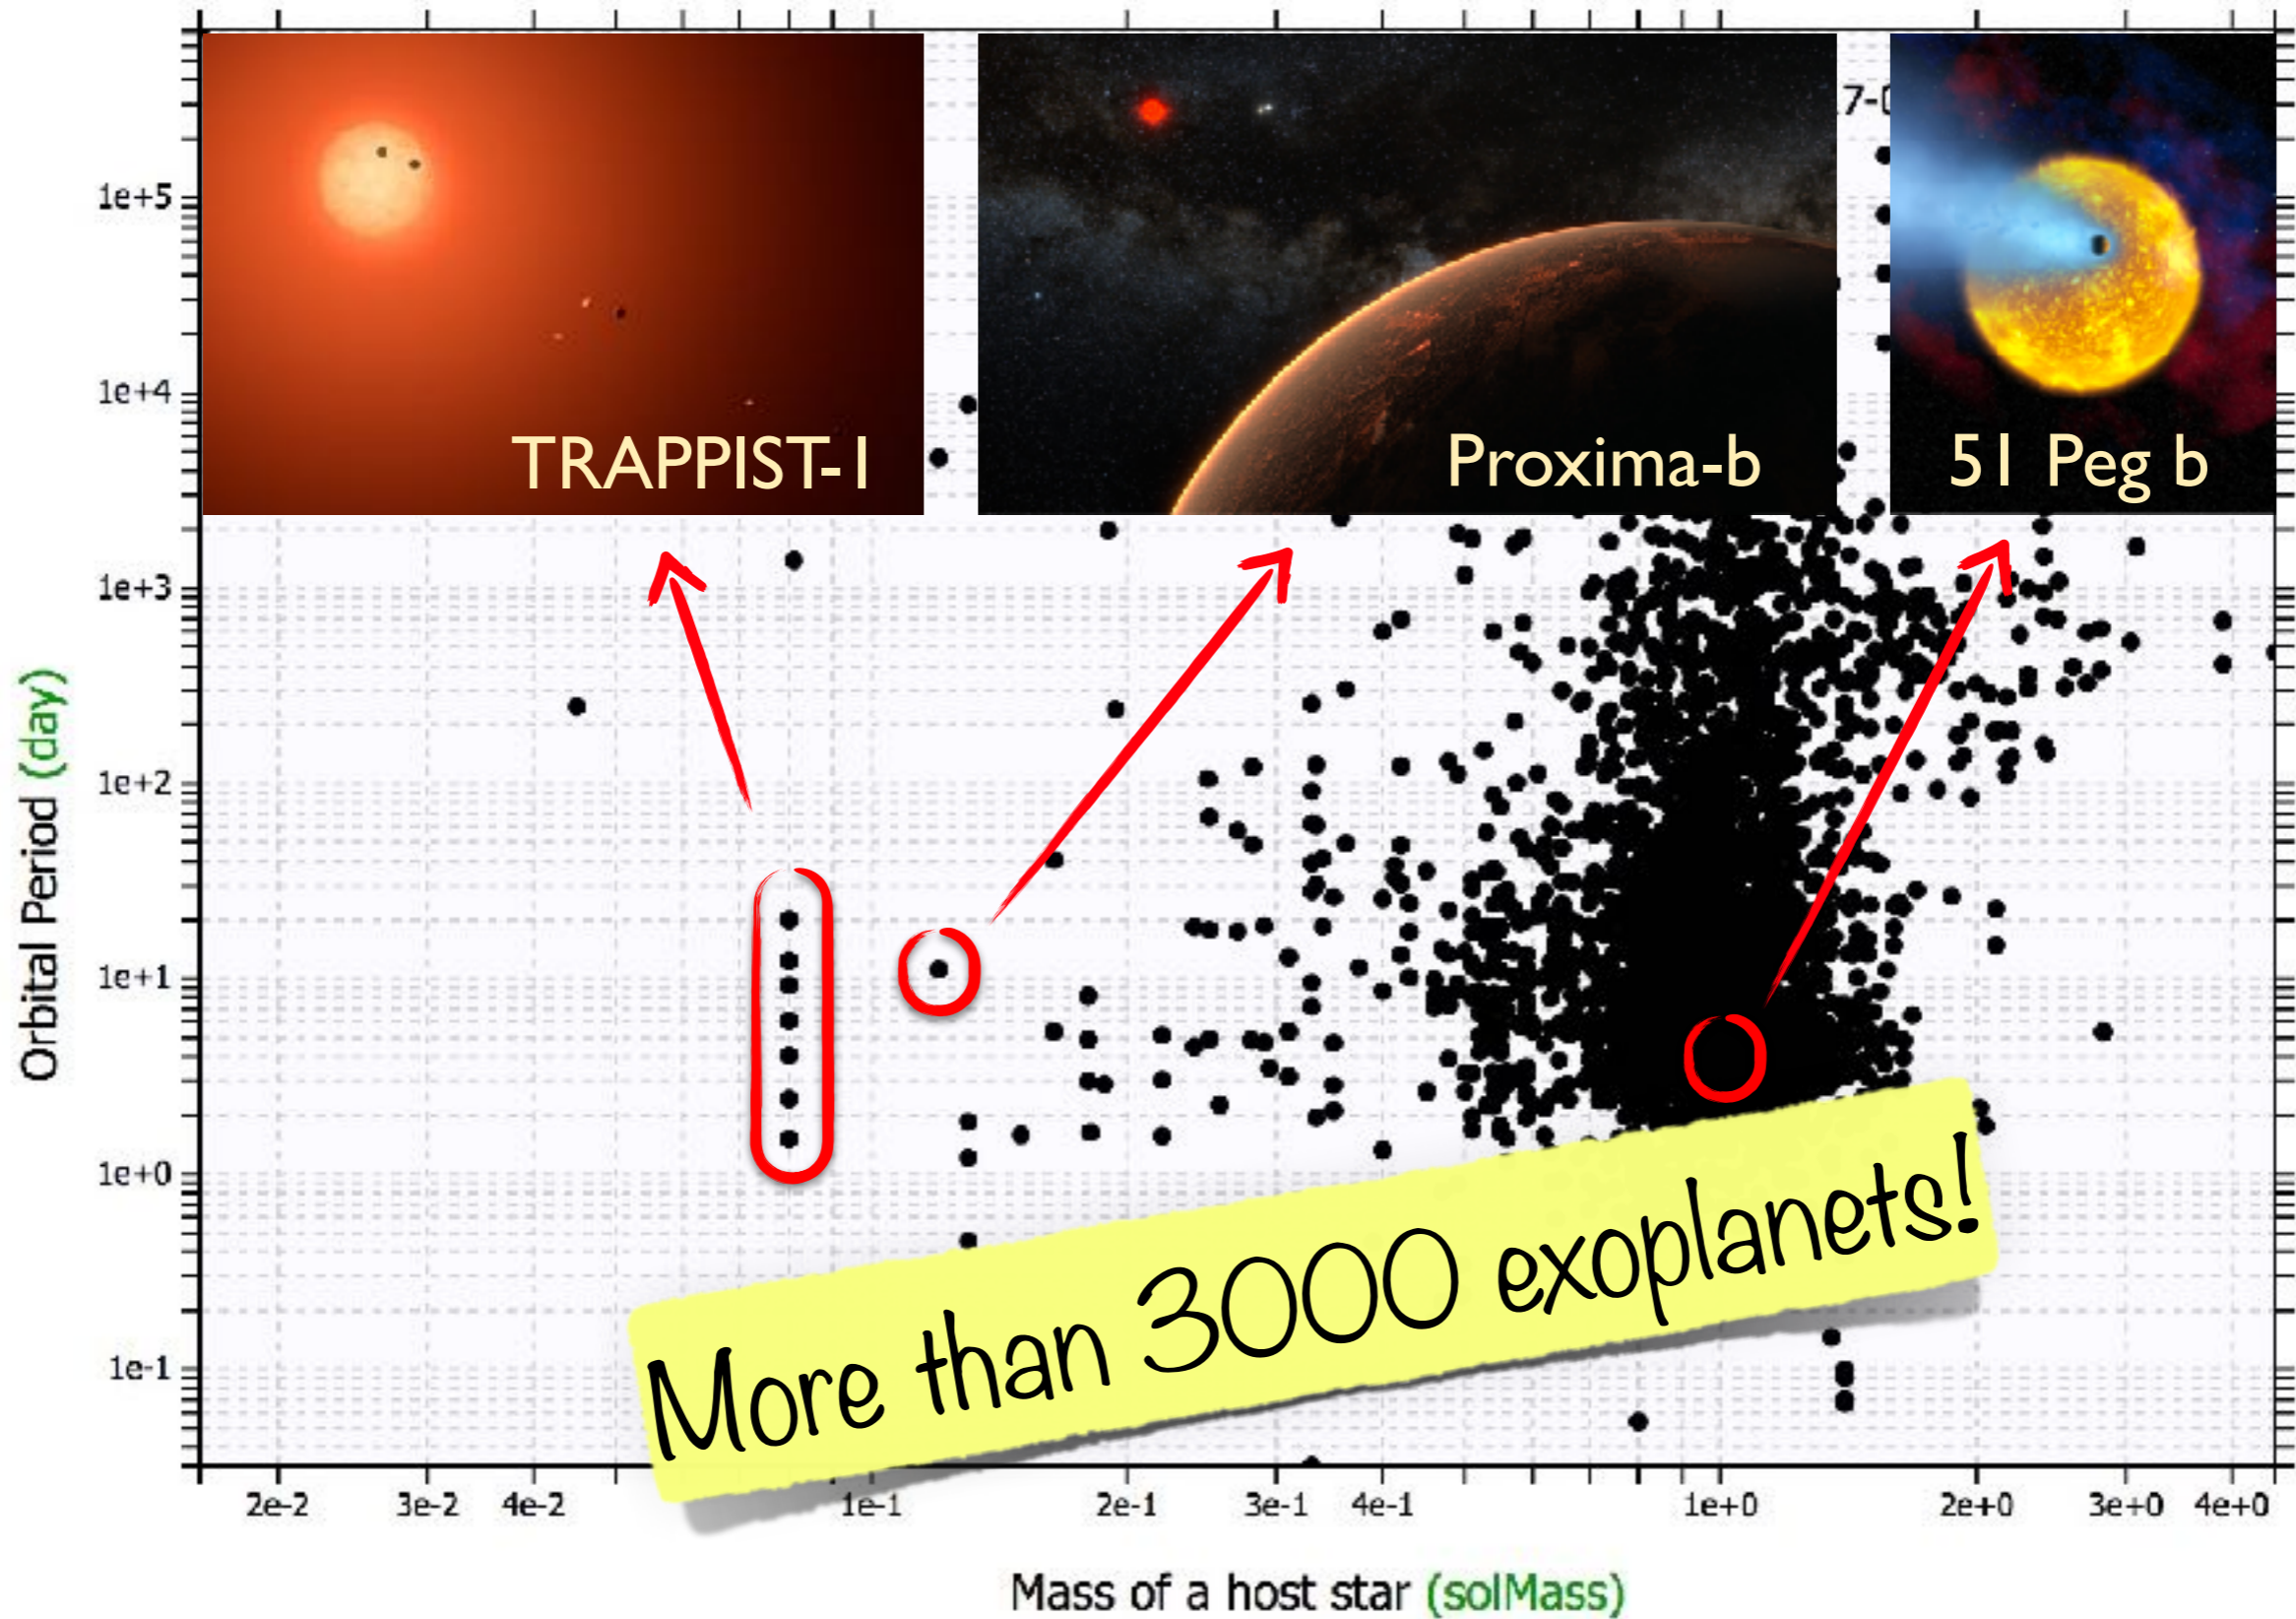 7-0
TRAPPIST-1
Proxima-b
51 Peg b
1e+5
1e+4
1e+3
1e+2
1e+1
1e+0
1e-1
Orbital Period (day)
More than 3000 exoplanets!
2e-2 3e-2 4e-2 1e-1 2e-1 3e-1 4e-1 1e+0 2e+0 3e+0 4e+0
Mass of a host star (solMass)